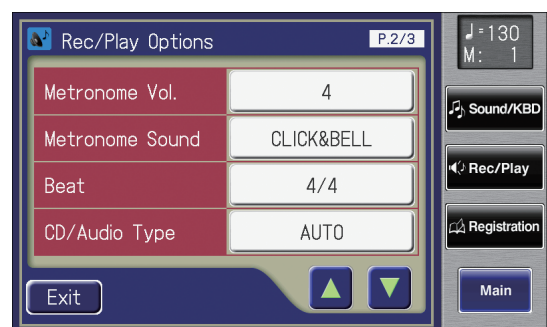 Rec/Play Options P.2/3
Metronome Vol. 4
Metronome Sound CLICK&BELL
Beat 4/4
CD/Audio Type AUTO
Exit
♩=130
M: 1
Sound/KBD
Rec/Play
Registration
Main